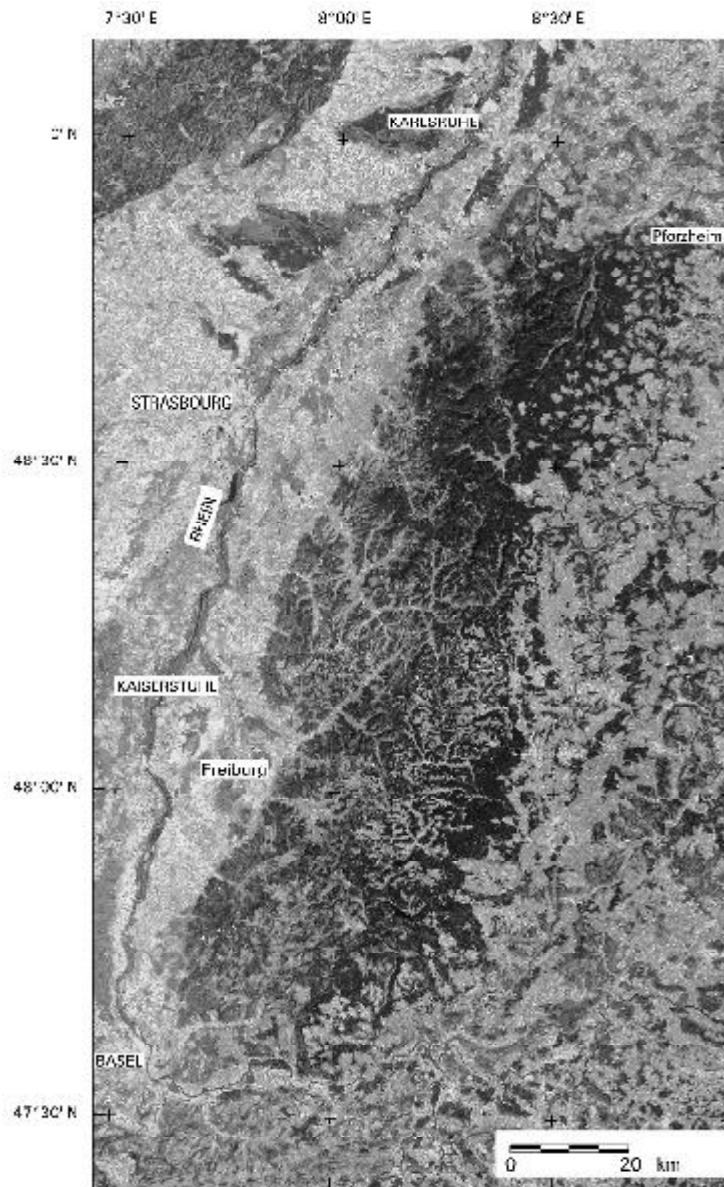 7°30' E
8°00' E
8°30' E
KARLSRUHE
Pforzheim
STRASBOURG
48°30' N
RHEIN
KAISERSTUHL
Freiburg
48°00' N
BASEL
47°30' N
0
20
km